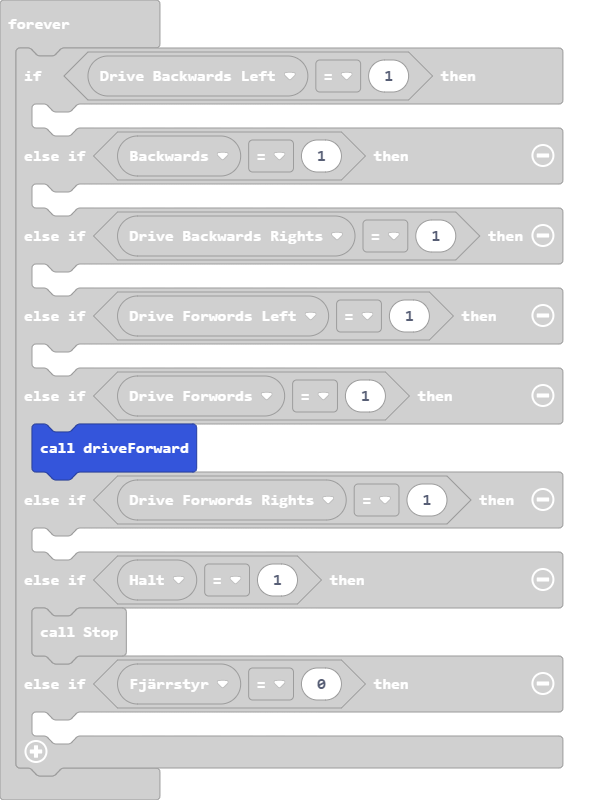 forever
if Drive Backwards Left = 1 then
else if Backwards = 1 then
else if Drive Backwards Rights = 1 then
else if Drive Forwords Left = 1 then
else if Drive Forwords = 1 then
call driveForward
else if Drive Forwords Rights = 1 then
else if Halt = 1 then
call Stop
else if Fjärrstyr = 0 then